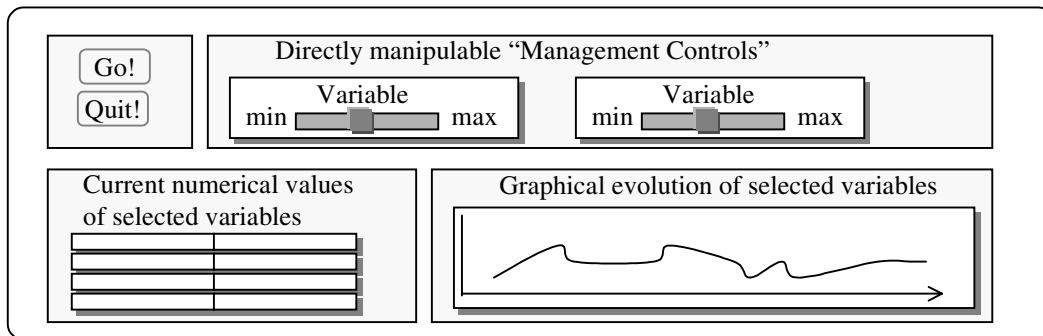 Go!
Quit!
Directly manipulable “Management Controls”
Variable
min max
Variable
min max
Current numerical values
of selected variables
Graphical evolution of selected variables